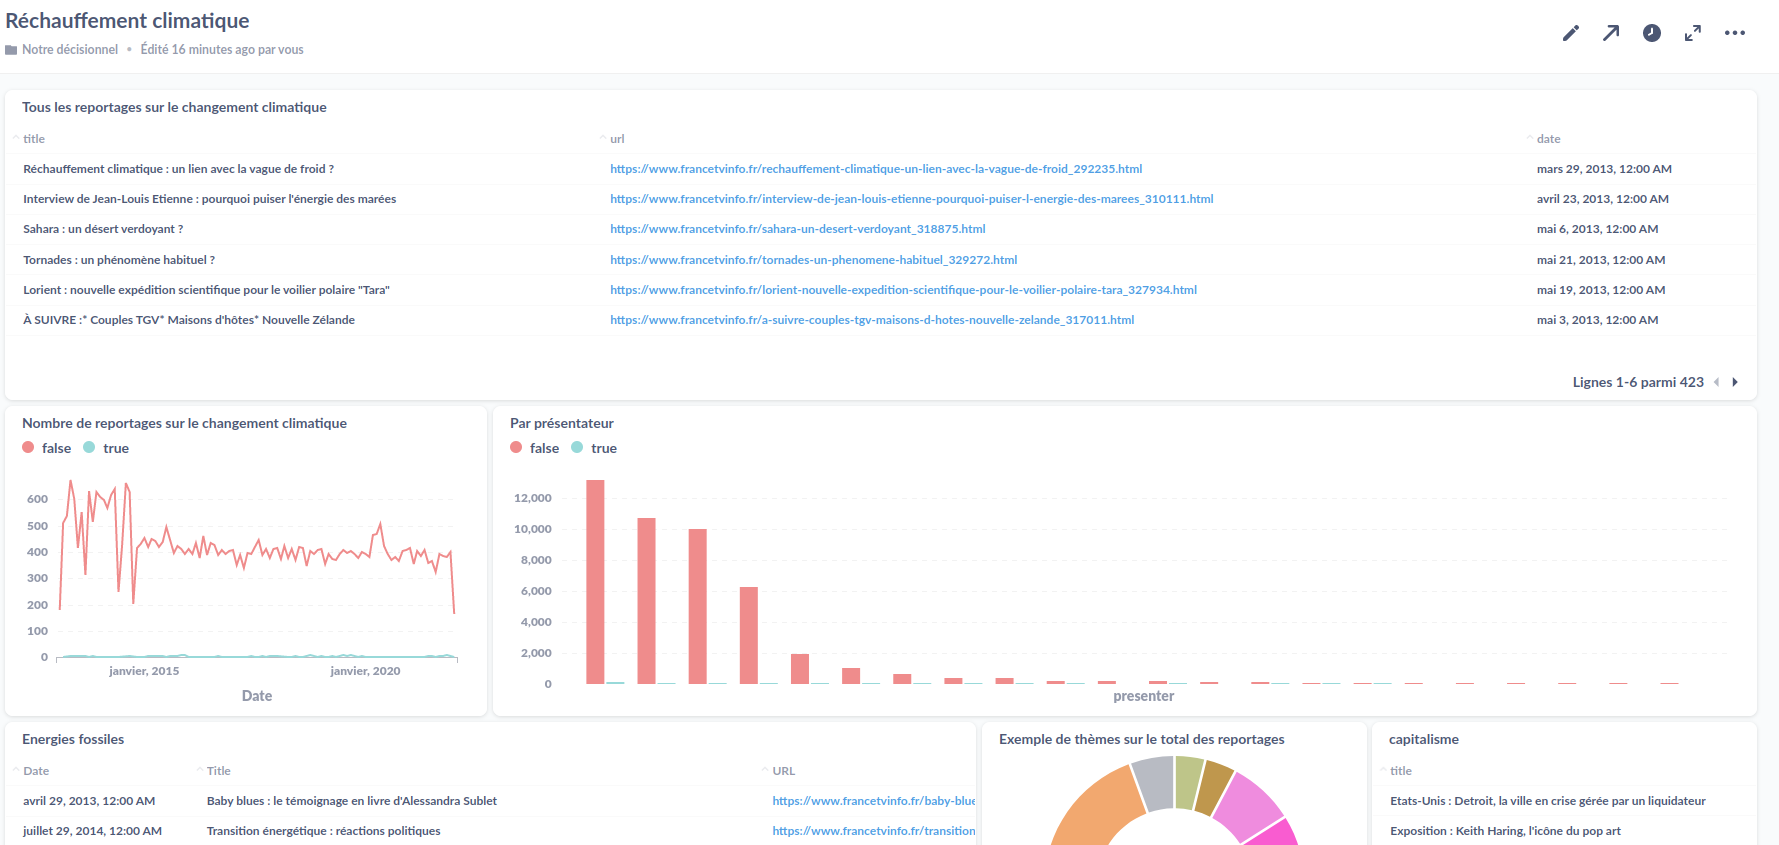 Réchauffement climatique
Notre décisionnel • Édité 16 minutes ago par vous
Tous les reportages sur le changement climatique
title url date
Réchauffement climatique : un lien avec la vague de froid ? https://www.francetvinfo.fr/rechauffement-climatique-un-lien-avec-la-vague-de-froid_292235.html mars 29, 2013, 12:00 AM
Interview de Jean-Louis Etienne : pourquoi puiser l'énergie des marées https://www.francetvinfo.fr/interview-de-jean-louis-etienne-pourquoi-puiser-l-energie-des-marees_310111.html avril 23, 2013, 12:00 AM
Sahara : un désert verdoyant ? https://www.francetvinfo.fr/sahara-un-desert-verdoyant_318875.html mai 6, 2013, 12:00 AM
Tornades : un phénomène habituel ? https://www.francetvinfo.fr/tornades-un-phenomene-habituel_329272.html mai 21, 2013, 12:00 AM
Lorient : nouvelle expédition scientifique pour le voilier polaire "Tara" https://www.francetvinfo.fr/lorient-nouvelle-expedition-scientifique-pour-le-voilier-polaire-tara_327934.html mai 19, 2013, 12:00 AM
À SUIVRE :* Couples TGV* Maisons d'hôtes* Nouvelle Zélande https://www.francetvinfo.fr/a-suivre-couples-tgv-maisons-d-hotes-nouvelle-zelande_317011.html mai 3, 2013, 12:00 AM
Lignes 1-6 parmi 423
Nombre de reportages sur le changement climatique
false true
600
500
400
300
200
100
0
janvier, 2015 janvier, 2020
Date
Par présentateur
false true
12,000
10,000
8,000
6,000
4,000
2,000
0
presenter
Energies fossiles
Date Title URL
avril 29, 2013, 12:00 AM Baby blues : le témoignage en livre d'Alessandra Sublet https://www.francetvinfo.fr/baby-blue
juillet 29, 2014, 12:00 AM Transition énergétique : réactions politiques https://www.francetvinfo.fr/transition
Exemple de thèmes sur le total des reportages
capitalisme
title
Etats-Unis : Detroit, la ville en crise gérée par un liquidateur
Exposition : Keith Haring, l'icône du pop art